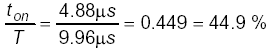 t_on / T = 4.88µs / 9.96µs = 0.449 = 44.9 %